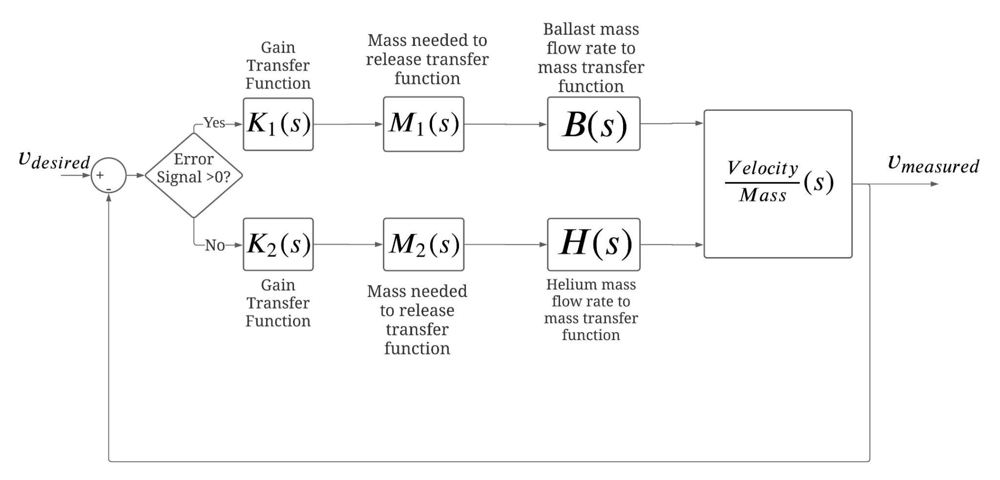 Gain
Transfer
Function
Mass needed to
release transfer
function
Ballast mass
flow rate to
mass transfer
function
v_desired
+
-
Error
Signal >0?
Yes
K₁(s)
M₁(s)
B(s)
Velocity
Mass
(s)
v_measured
No
K₂(s)
M₂(s)
H(s)
Gain
Transfer
Function
Mass needed
to release
transfer
function
Helium mass
flow rate to
mass transfer
function